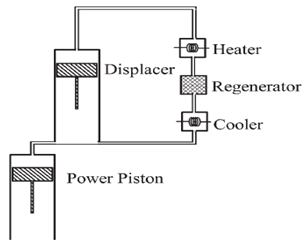 Heater
Displacer
Regenerator
Cooler
Power Piston